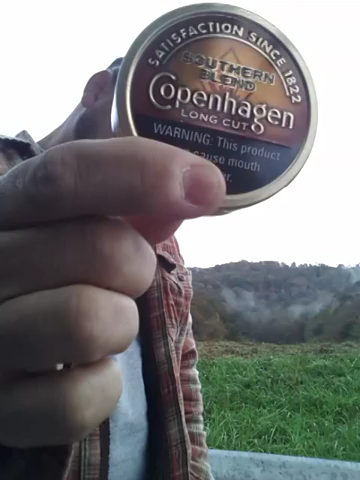 SATISFACTION SINCE 1822
SOUTHERN
BLEND
Copenhagen
LONG CUT
WARNING: This product
cause mouth